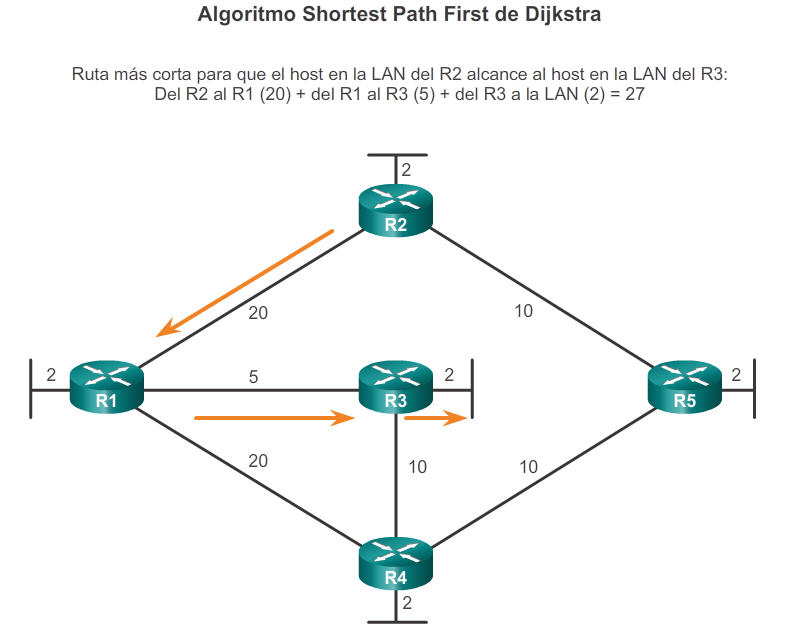 Algoritmo Shortest Path First de Dijkstra
Ruta más corta para que el host en la LAN del R2 alcance al host en la LAN del R3:
Del R2 al R1 (20) + del R1 al R3 (5) + del R3 a la LAN (2) = 27
2
R2
20
10
2
R1
5
R3
2
R5
2
20
10
10
R4
2